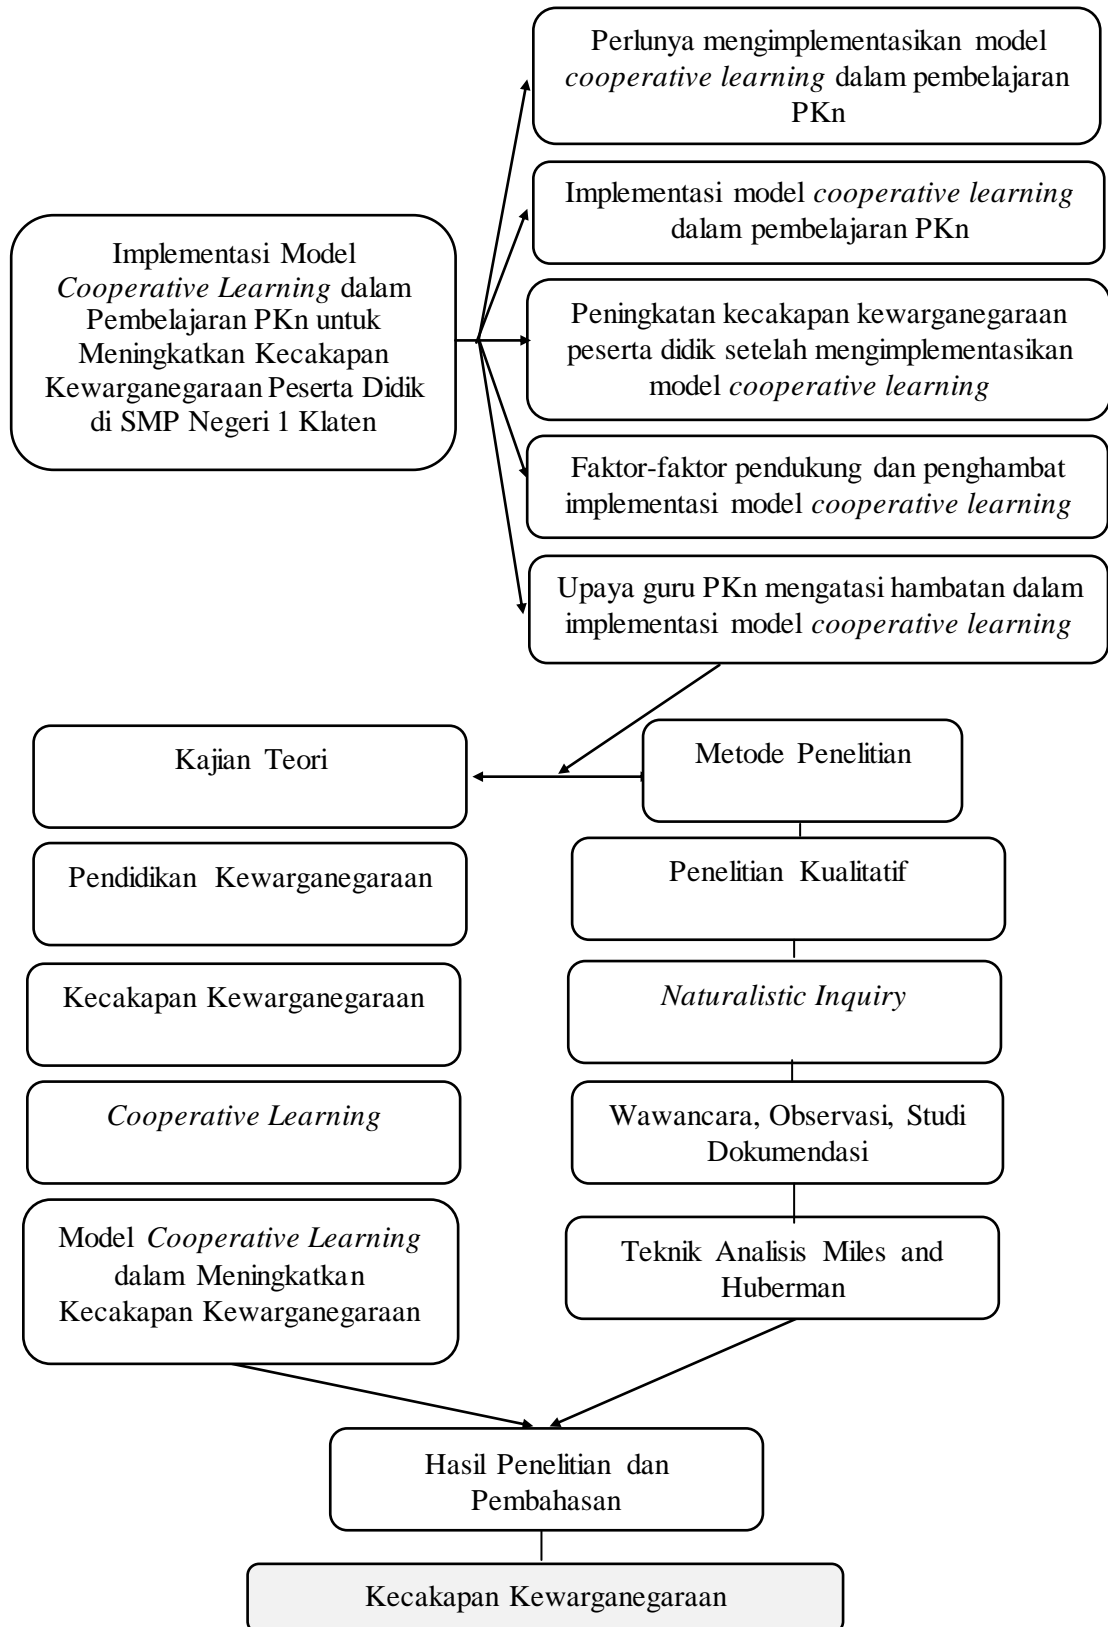 Perlunya mengimplementasikan model
cooperative learning dalam pembelajaran
PKn
Implementasi model cooperative learning
dalam pembelajaran PKn
Implementasi Model
Cooperative Learning dalam
Pembelajaran PKn untuk
Meningkatkan Kecakapan
Kewarganegaraan Peserta Didik
di SMP Negeri 1 Klaten
Peningkatan kecakapan kewarganegaraan
peserta didik setelah mengimplementasikan
model cooperative learning
Faktor-faktor pendukung dan penghambat
implementasi model cooperative learning
Upaya guru PKn mengatasi hambatan dalam
implementasi model cooperative learning
Kajian Teori
Pendidikan Kewarganegaraan
Kecakapan Kewarganegaraan
Cooperative Learning
Model Cooperative Learning
dalam Meningkatkan
Kecakapan Kewarganegaraan
Metode Penelitian
Penelitian Kualitatif
Naturalistic Inquiry
Wawancara, Observasi, Studi
Dokumendasi
Teknik Analisis Miles and
Huberman
Hasil Penelitian dan
Pembahasan
Kecakapan Kewarganegaraan